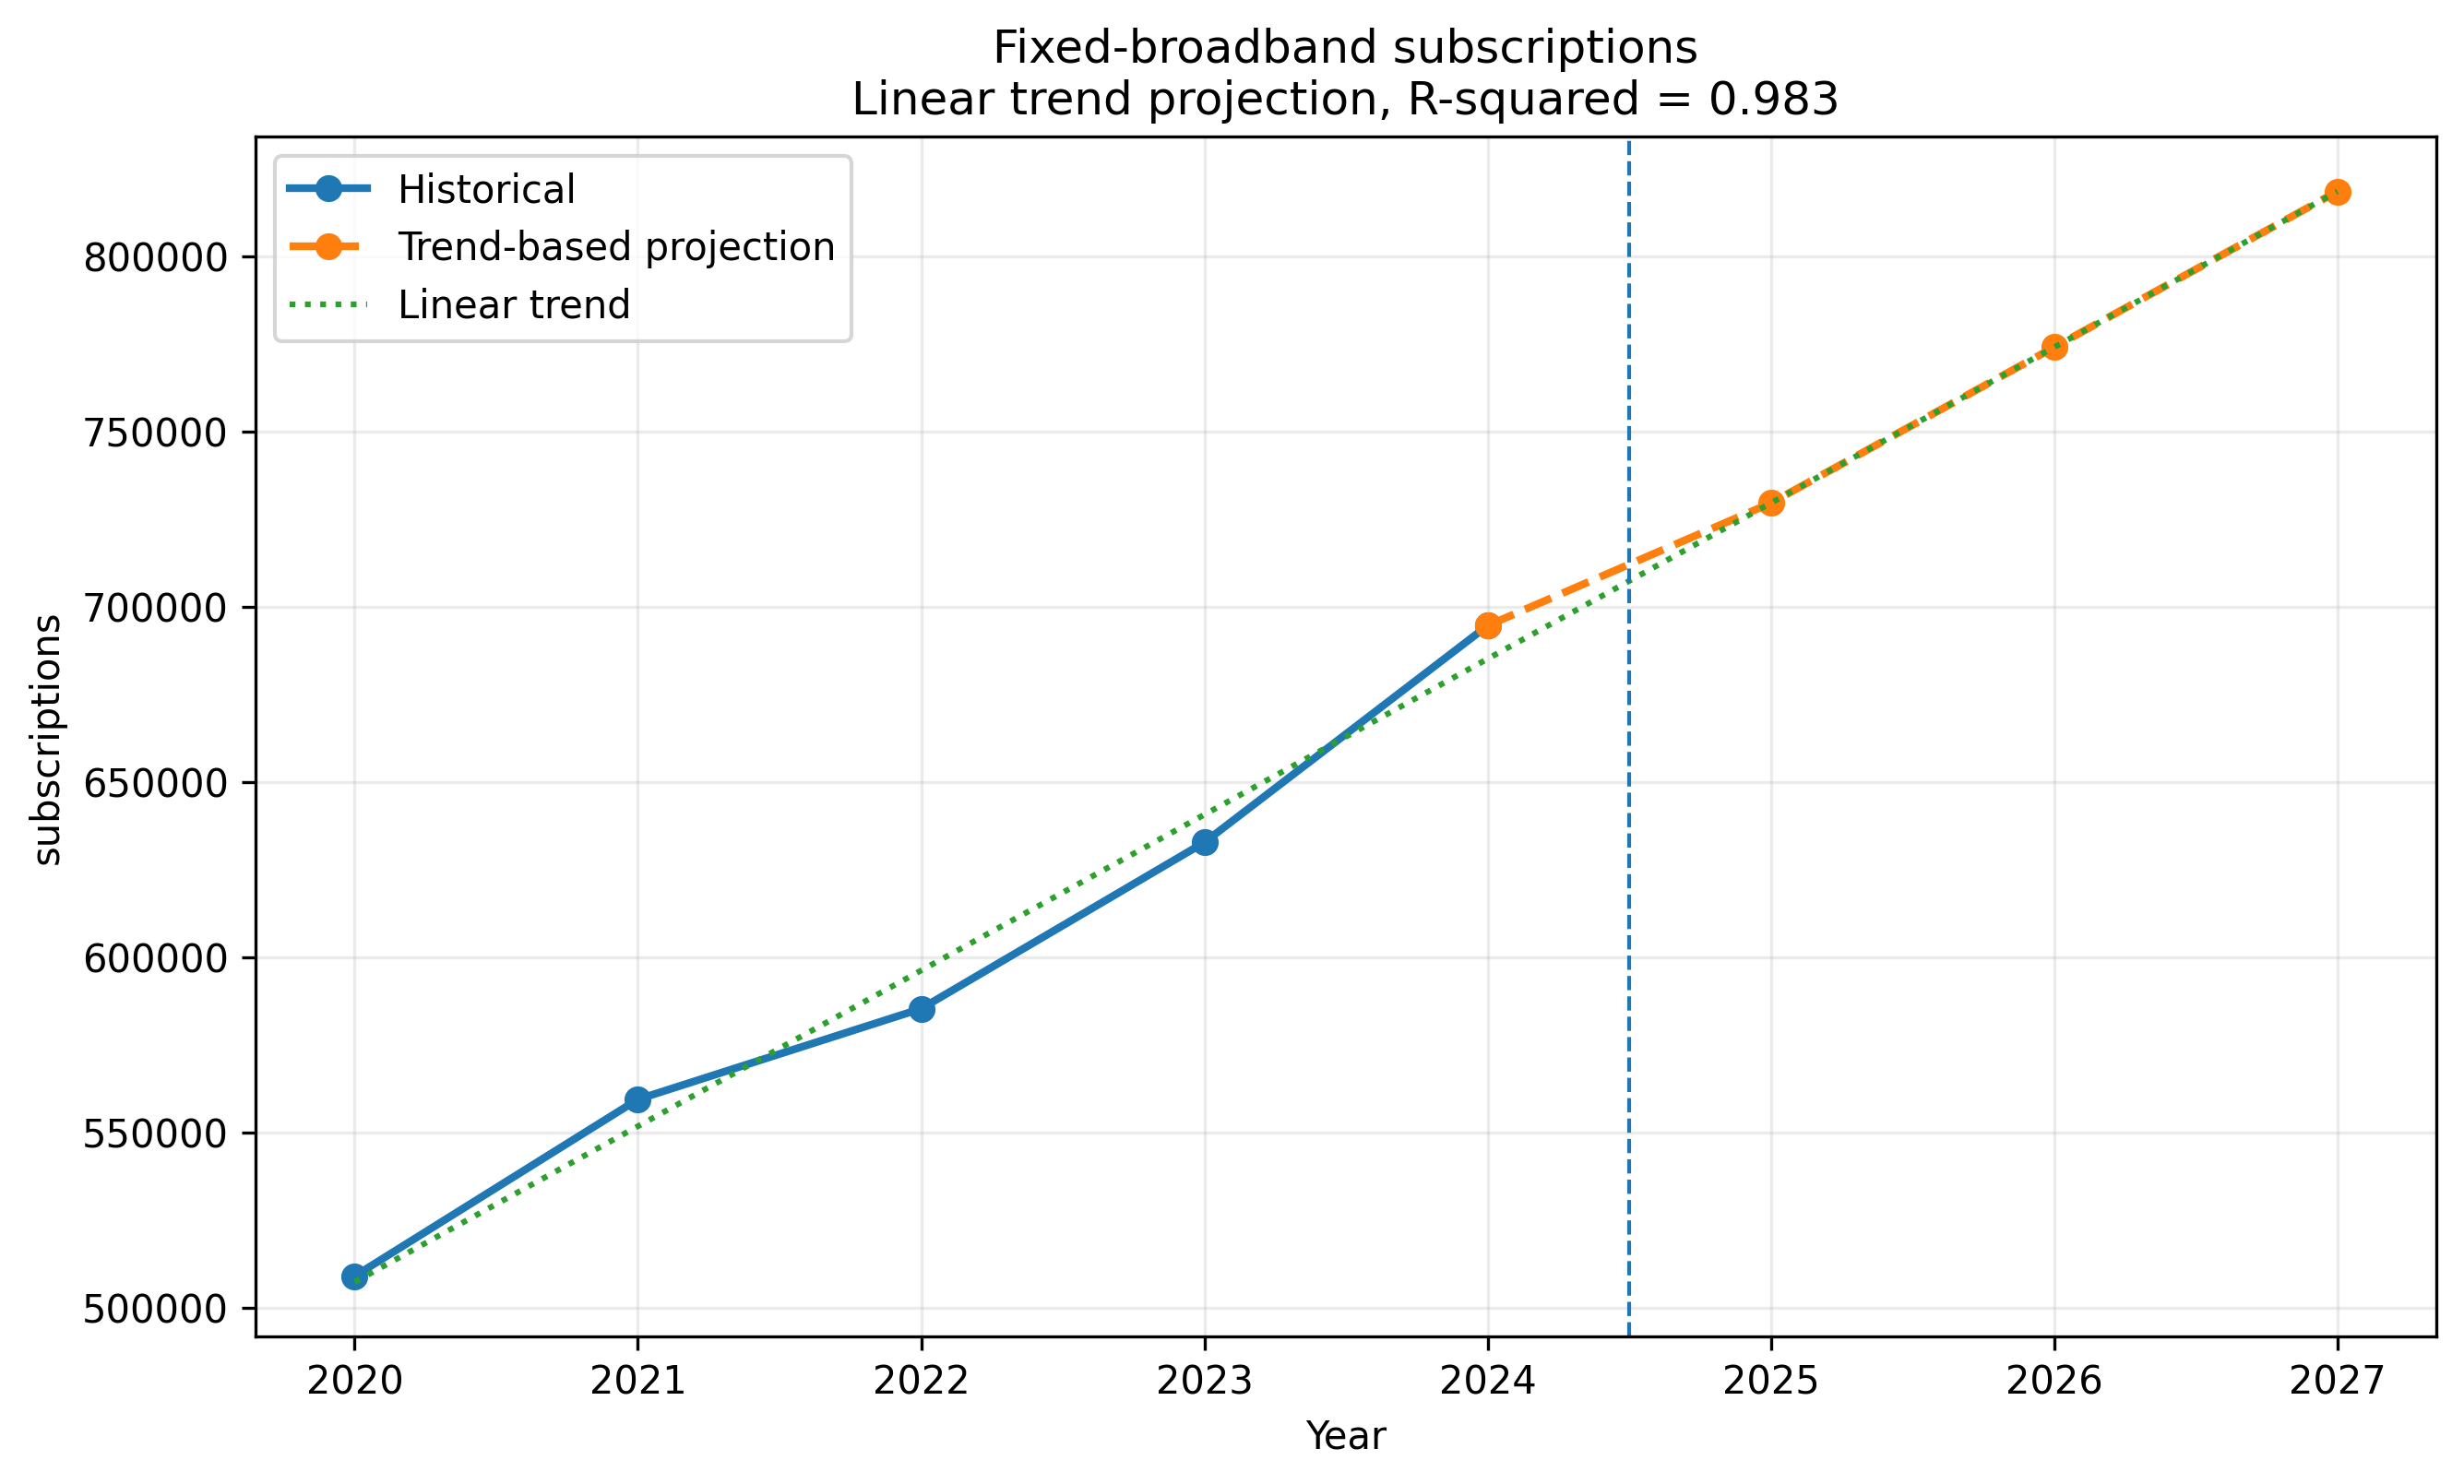 Fixed-broadband subscriptions
Linear trend projection, R-squared = 0.983
Historical
Trend-based projection
Linear trend
800000
750000
700000
650000
600000
550000
500000
subscriptions
2020 2021 2022 2023 2024 2025 2026 2027
Year